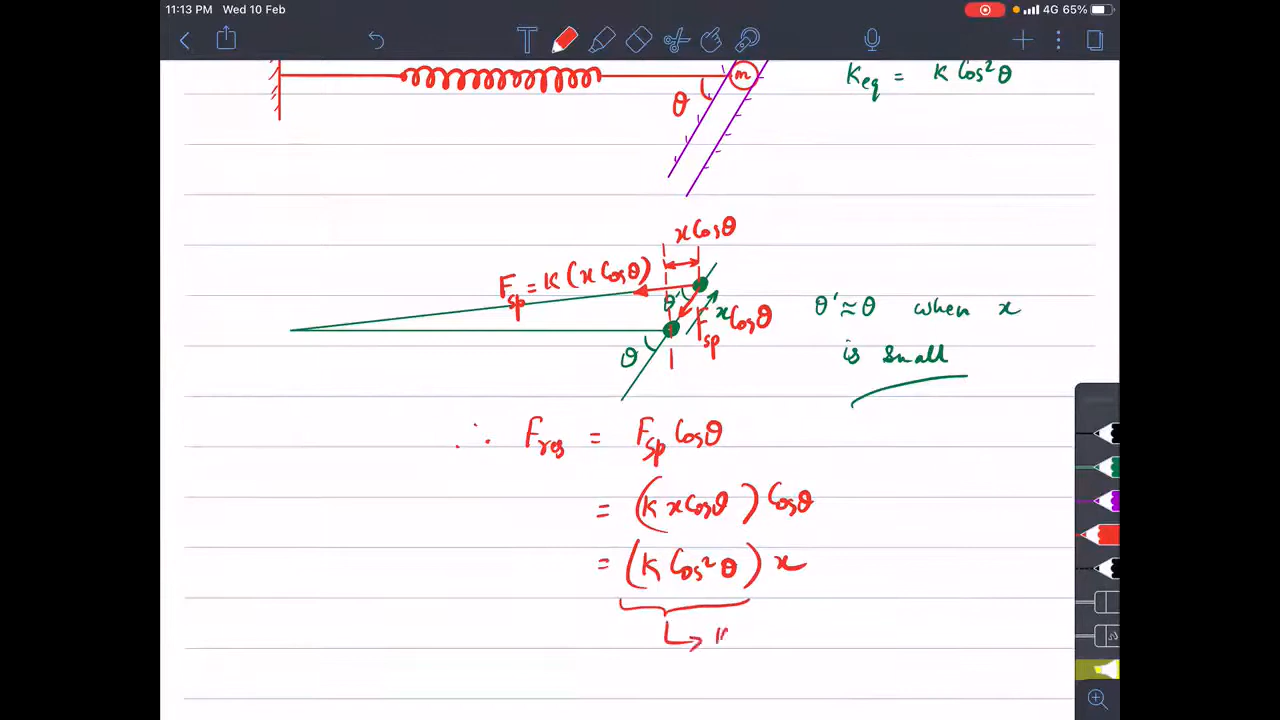 11:13 PM Wed 10 Feb
4G 65%
T
m
θ
Keq = K Cos²θ
x Cosθ
Fsp = K (x Cosθ)
θ'
x
Fsp Cosθ
θ
θ' ≈ θ when x
is small
∴ Fres = Fsp Cosθ
= (K x Cosθ) Cosθ
= (K Cos²θ) x